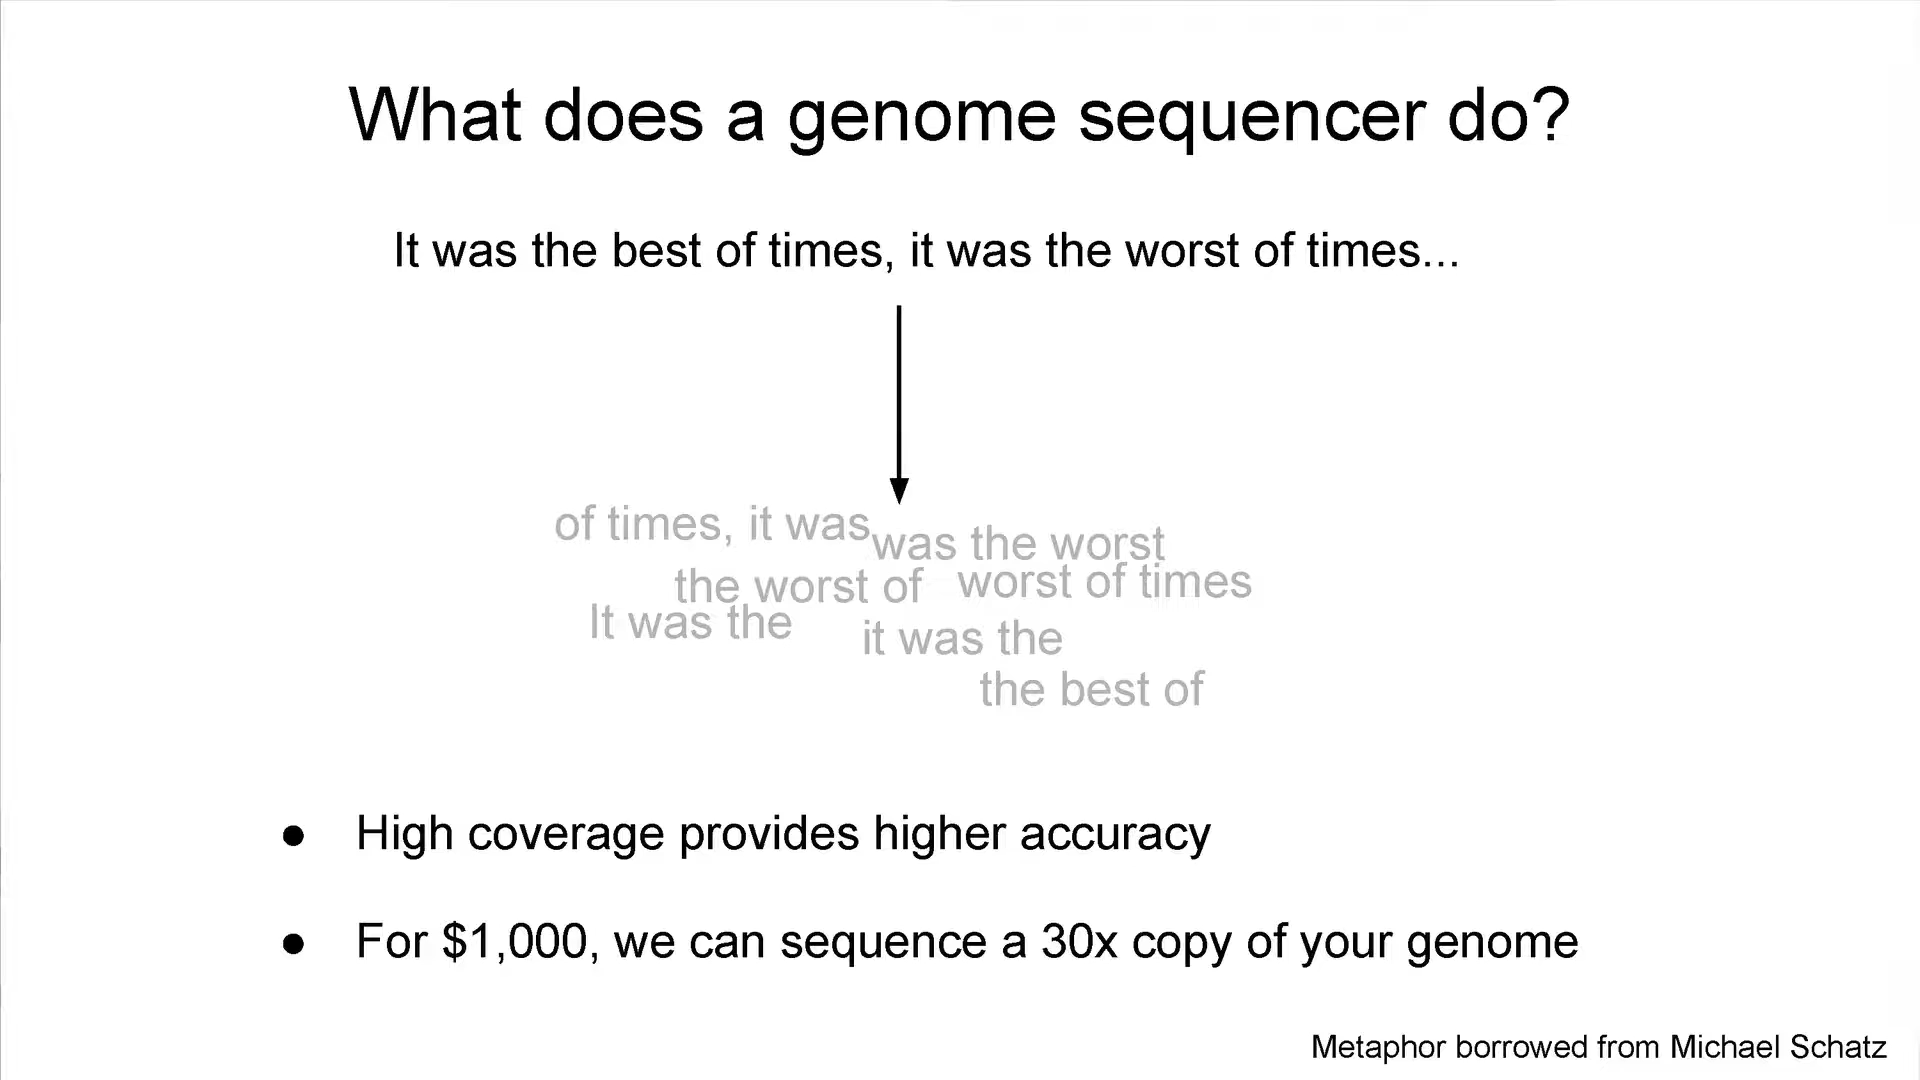 What does a genome sequencer do?
It was the best of times, it was the worst of times...
of times, it was
was the worst
the worst of
worst of times
It was the
it was the
the best of
● High coverage provides higher accuracy
● For $1,000, we can sequence a 30x copy of your genome
Metaphor borrowed from Michael Schatz